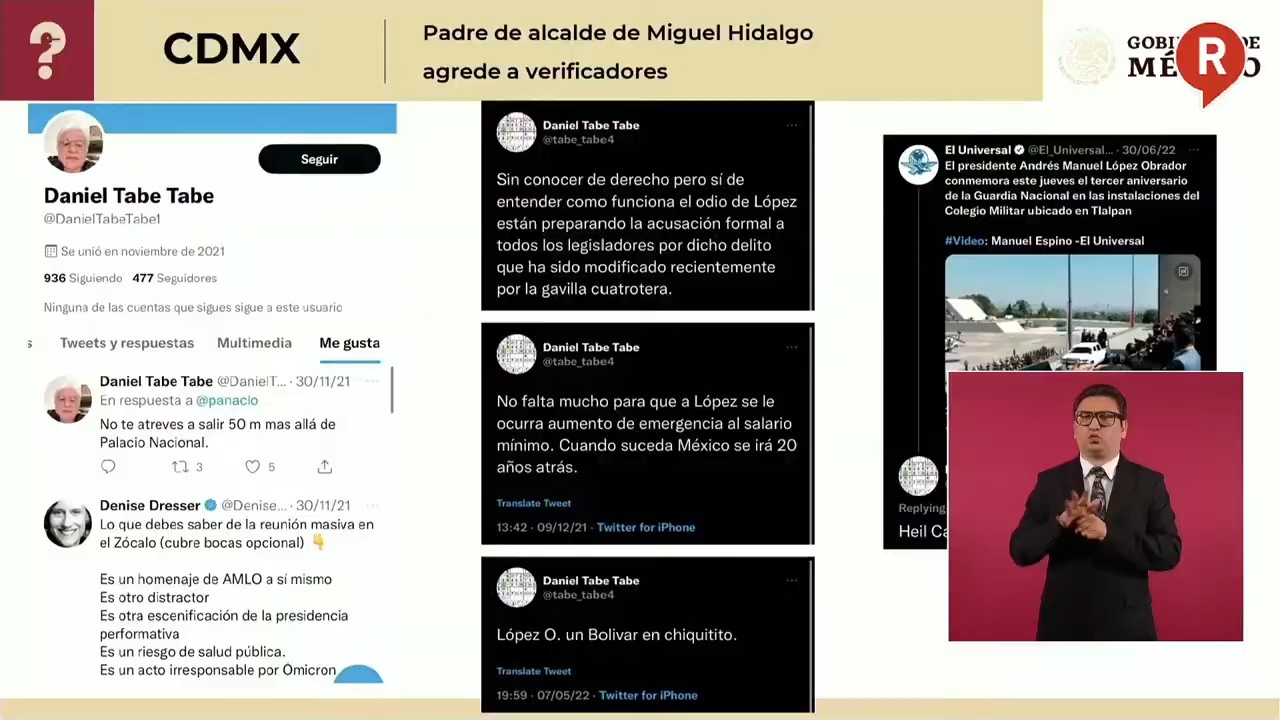 ?
CDMX
Padre de alcalde de Miguel Hidalgo
agrede a verificadores
R
Daniel Tabe Tabe
@DanielTabeTabe1
Se unió en noviembre de 2021
936 Siguiendo 477 Seguidores
Ninguna de las cuentas que sigues sigue a este usuario
s Tweets y respuestas Multimedia Me gusta
Seguir
Daniel Tabe Tabe @DanielT... · 30/11/21 ...
En respuesta a @panaclo
No te atreves a salir 50 m mas allá de
Palacio Nacional.
3 5
Denise Dresser @Denise... · 30/11/21 ...
Lo que debes saber de la reunión masiva en
el Zócalo (cubre bocas opcional) 👇
Es un homenaje de AMLO a sí mismo
Es otro distractor
Es otra escenificación de la presidencia
performativa
Es un riesgo de salud pública.
Es un acto irresponsable por Omicron
Daniel Tabe Tabe ...
@tabe_tabe4
Sin conocer de derecho pero sí de
entender como funciona el odio de López
están preparando la acusación formal a
todos los legisladores por dicho delito
que ha sido modificado recientemente
por la gavilla cuatrotera.
Daniel Tabe Tabe ...
@tabe_tabe4
No falta mucho para que a López se le
ocurra aumento de emergencia al salario
mínimo. Cuando suceda México se irá 20
años atrás.
Translate Tweet
13:42 · 09/12/21 · Twitter for iPhone
Daniel Tabe Tabe ...
@tabe_tabe4
López O. un Bolivar en chiquitito.
Translate Tweet
19:59 · 07/05/22 · Twitter for iPhone
El Universal @El_Universal... · 30/06/22 ...
El presidente Andrés Manuel López Obrador
conmemora este jueves el tercer aniversario
de la Guardia Nacional en las instalaciones del
Colegio Militar ubicado en Tlalpan
#Video: Manuel Espino -El Universal
Replying
Heil Ca